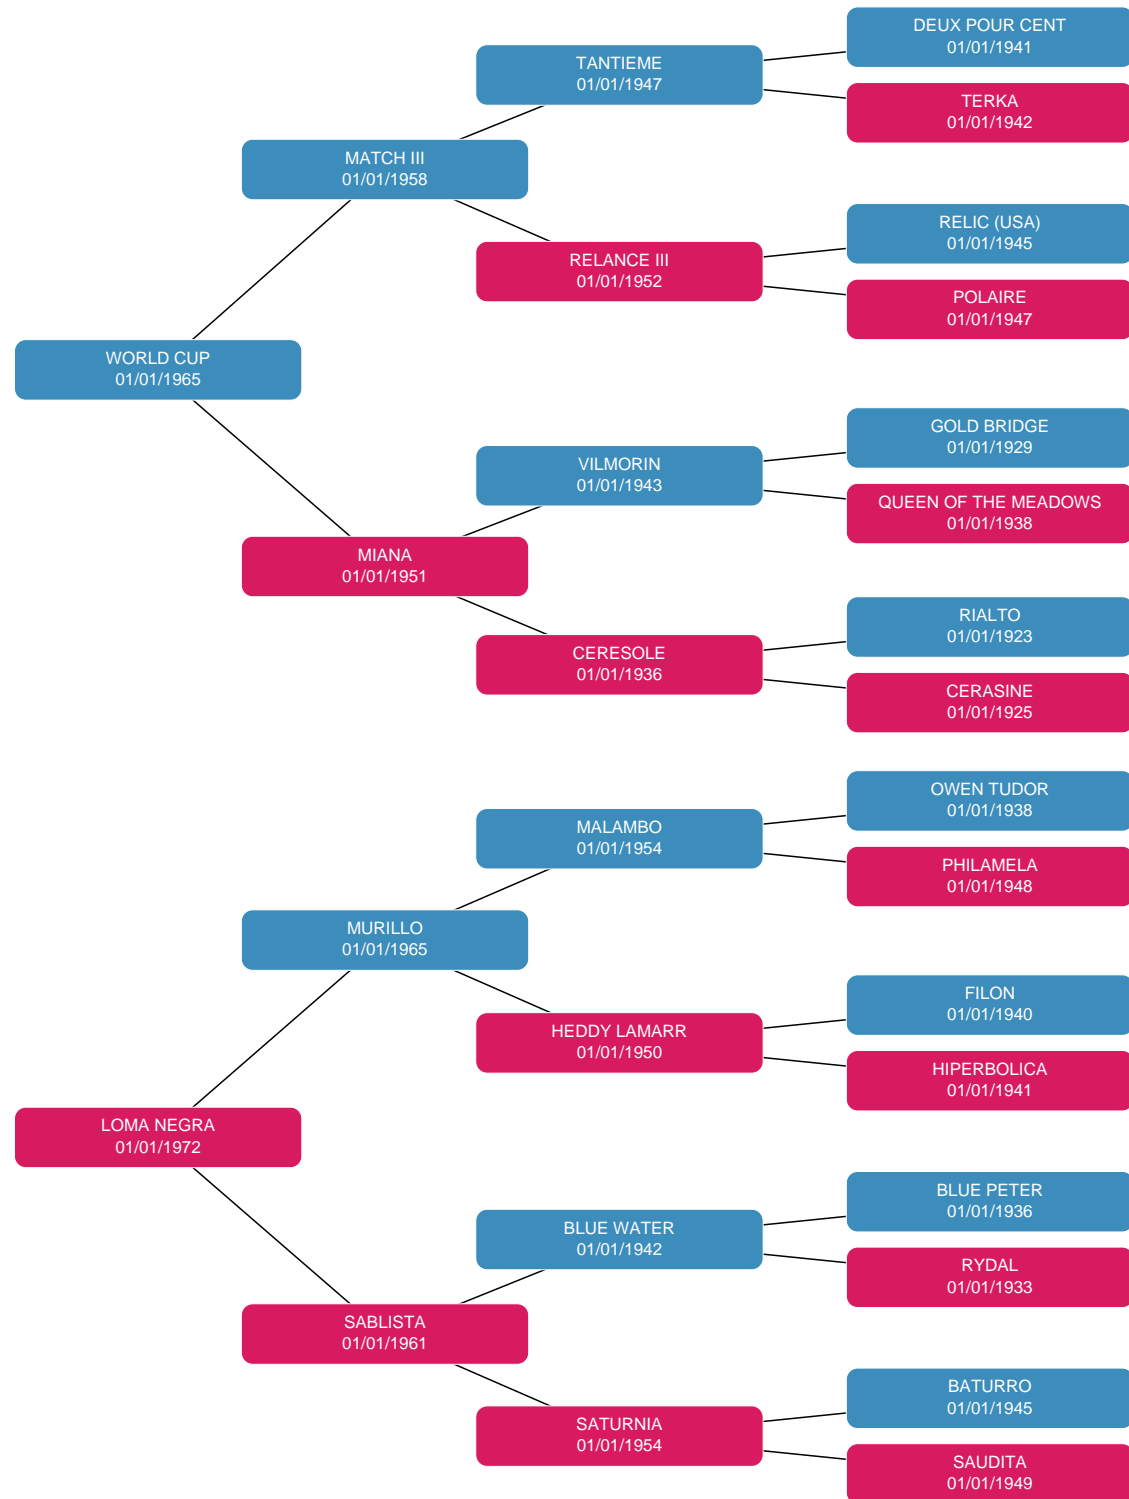 DEUX POUR CENT
01/01/1941
TANTIEME
01/01/1947
TERKA
01/01/1942
MATCH III
01/01/1958
RELIC (USA)
01/01/1945
RELANCE III
01/01/1952
POLAIRE
01/01/1947
WORLD CUP
01/01/1965
GOLD BRIDGE
01/01/1929
VILMORIN
01/01/1943
QUEEN OF THE MEADOWS
01/01/1938
MIANA
01/01/1951
RIALTO
01/01/1923
CERESOLE
01/01/1936
CERASINE
01/01/1925
OWEN TUDOR
01/01/1938
MALAMBO
01/01/1954
PHILAMELA
01/01/1948
MURILLO
01/01/1965
FILON
01/01/1940
HEDDY LAMARR
01/01/1950
HIPERBOLICA
01/01/1941
LOMA NEGRA
01/01/1972
BLUE PETER
01/01/1936
BLUE WATER
01/01/1942
RYDAL
01/01/1933
SABLISTA
01/01/1961
BATURRO
01/01/1945
SATURNIA
01/01/1954
SAUDITA
01/01/1949